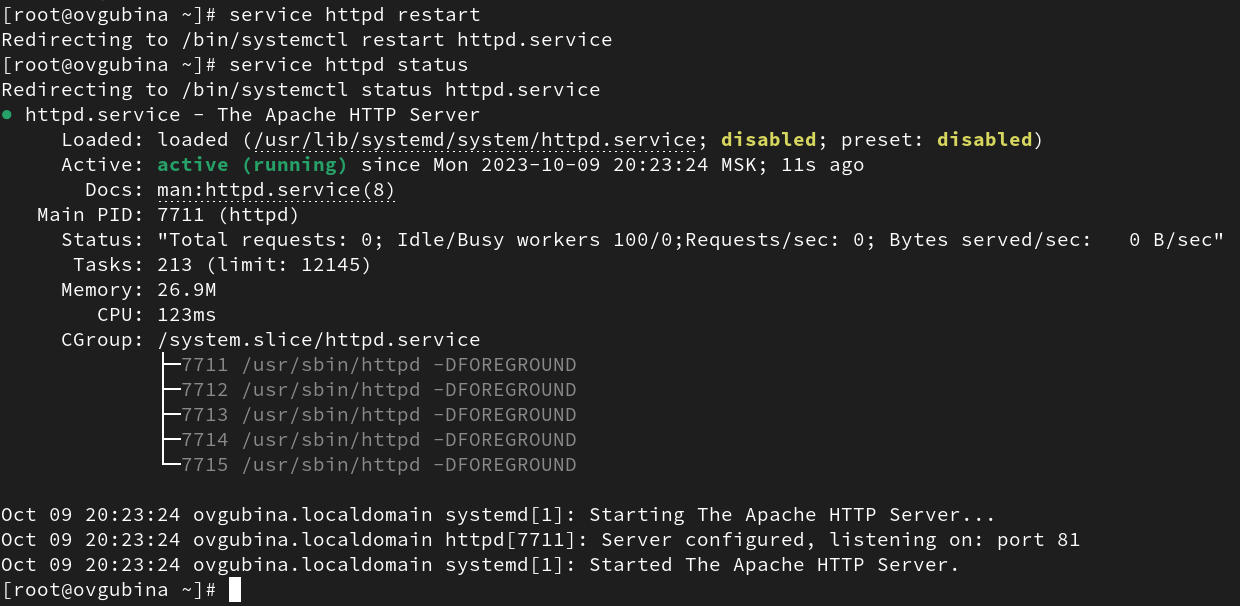 [root@ovgubina ~]# service httpd restart
Redirecting to /bin/systemctl restart httpd.service
[root@ovgubina ~]# service httpd status
Redirecting to /bin/systemctl status httpd.service
● httpd.service - The Apache HTTP Server
     Loaded: loaded (/usr/lib/systemd/system/httpd.service; disabled; preset: disabled)
     Active: active (running) since Mon 2023-10-09 20:23:24 MSK; 11s ago
       Docs: man:httpd.service(8)
   Main PID: 7711 (httpd)
     Status: "Total requests: 0; Idle/Busy workers 100/0;Requests/sec: 0; Bytes served/sec:   0 B/sec"
      Tasks: 213 (limit: 12145)
     Memory: 26.9M
        CPU: 123ms
     CGroup: /system.slice/httpd.service
             ├─7711 /usr/sbin/httpd -DFOREGROUND
             ├─7712 /usr/sbin/httpd -DFOREGROUND
             ├─7713 /usr/sbin/httpd -DFOREGROUND
             ├─7714 /usr/sbin/httpd -DFOREGROUND
             └─7715 /usr/sbin/httpd -DFOREGROUND

Oct 09 20:23:24 ovgubina.localdomain systemd[1]: Starting The Apache HTTP Server...
Oct 09 20:23:24 ovgubina.localdomain httpd[7711]: Server configured, listening on: port 81
Oct 09 20:23:24 ovgubina.localdomain systemd[1]: Started The Apache HTTP Server.
[root@ovgubina ~]#